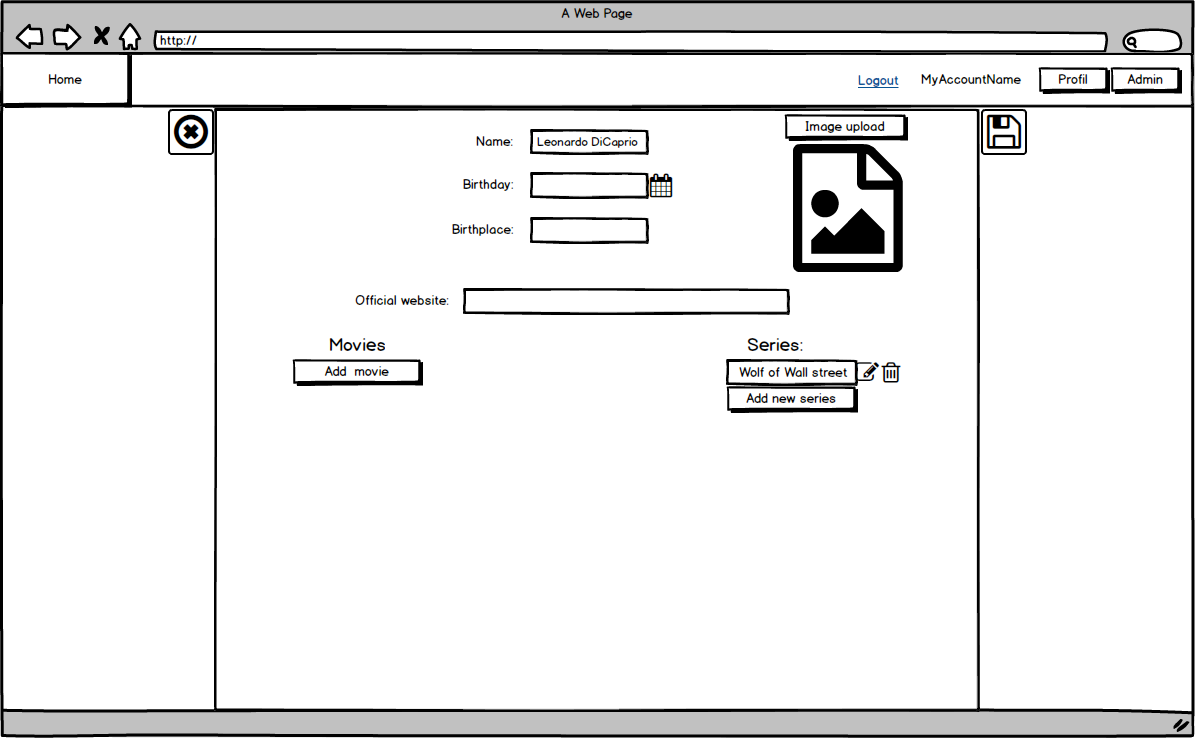 A Web Page
http://
Home
Logout
MyAccountName
Profil
Admin
Image upload
Name:
Leonardo DiCaprio
Birthday:
Birthplace:
Official website:
Movies
Add movie
Series:
Wolf of Wall street
Add new series